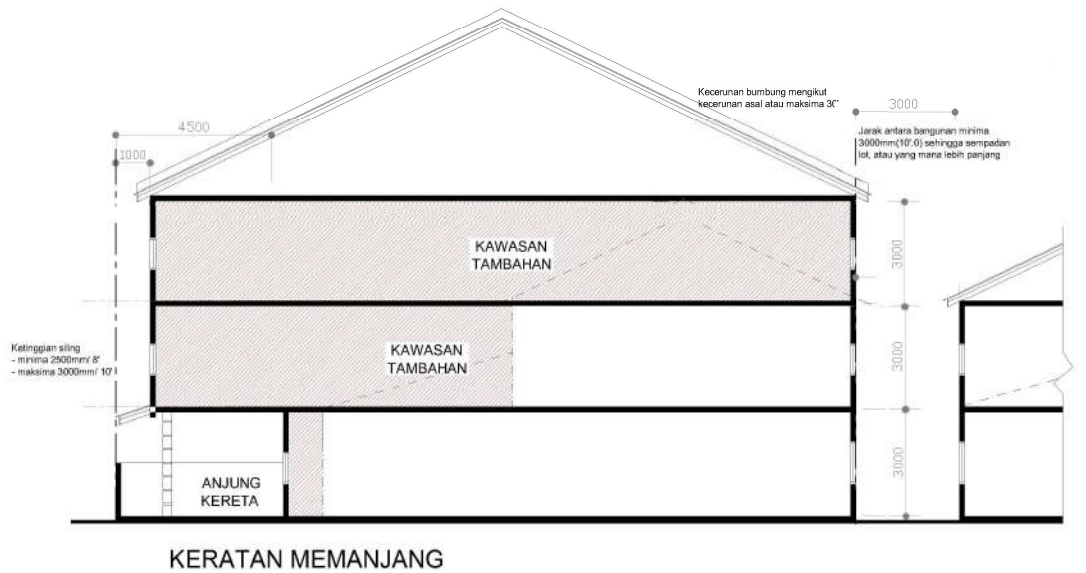 Kecerunan bumbung mengikut
kecerunan asal atau maksima 30°
3000
4500
1000
Jarak antara bangunan minima
3000mm(10'.0) sehingga sempadan
lot, atau yang mana lebih panjang
KAWASAN
TAMBAHAN
3000
Ketinggian siling
- minima 2500mm/ 8'
- maksima 3000mm/ 10'
KAWASAN
TAMBAHAN
3000
ANJUNG
KERETA
3000
KERATAN MEMANJANG